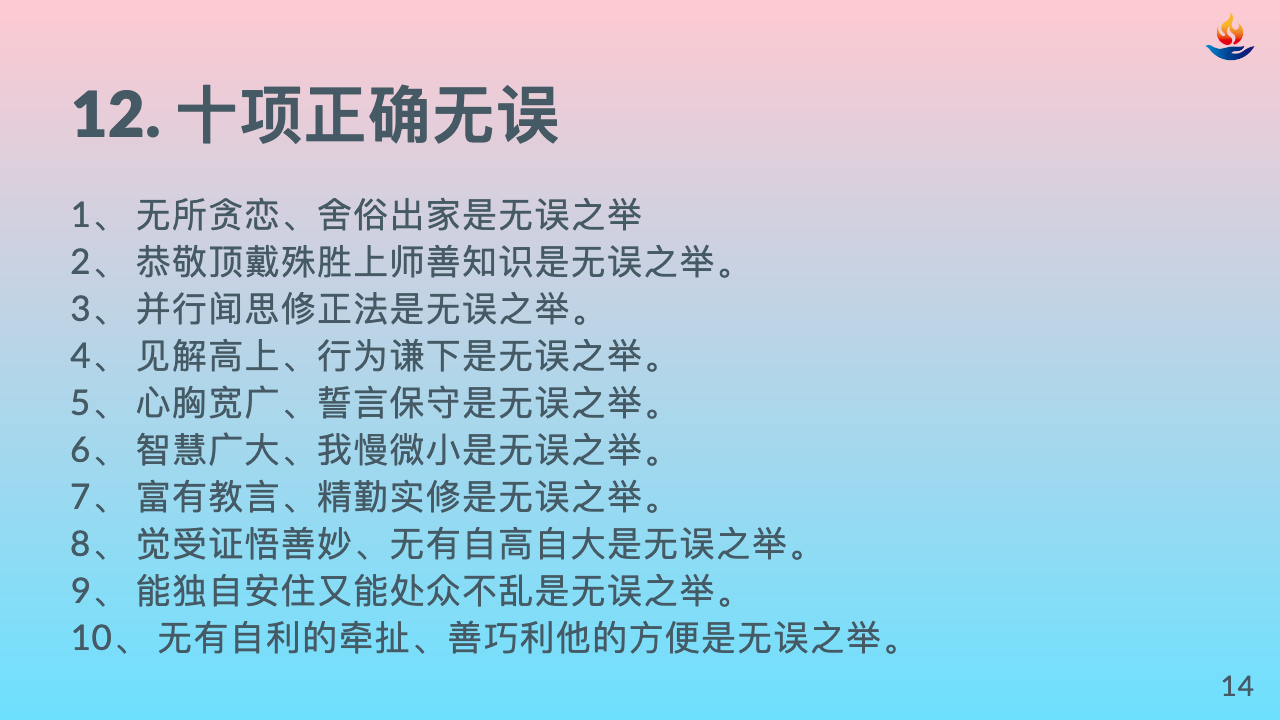 12. 十项正确无误
1、 无所贪恋、舍俗出家是无误之举
2、 恭敬顶戴殊胜上师善知识是无误之举。
3、 并行闻思修正法是无误之举。
4、 见解高上、行为谦下是无误之举。
5、 心胸宽广、誓言保守是无误之举。
6、 智慧广大、我慢微小是无误之举。
7、 富有教言、精勤实修是无误之举。
8、 觉受证悟善妙、无有自高自大是无误之举。
9、 能独自安住又能处众不乱是无误之举。
10、 无有自利的牵扯、善巧利他的方便是无误之举。
14